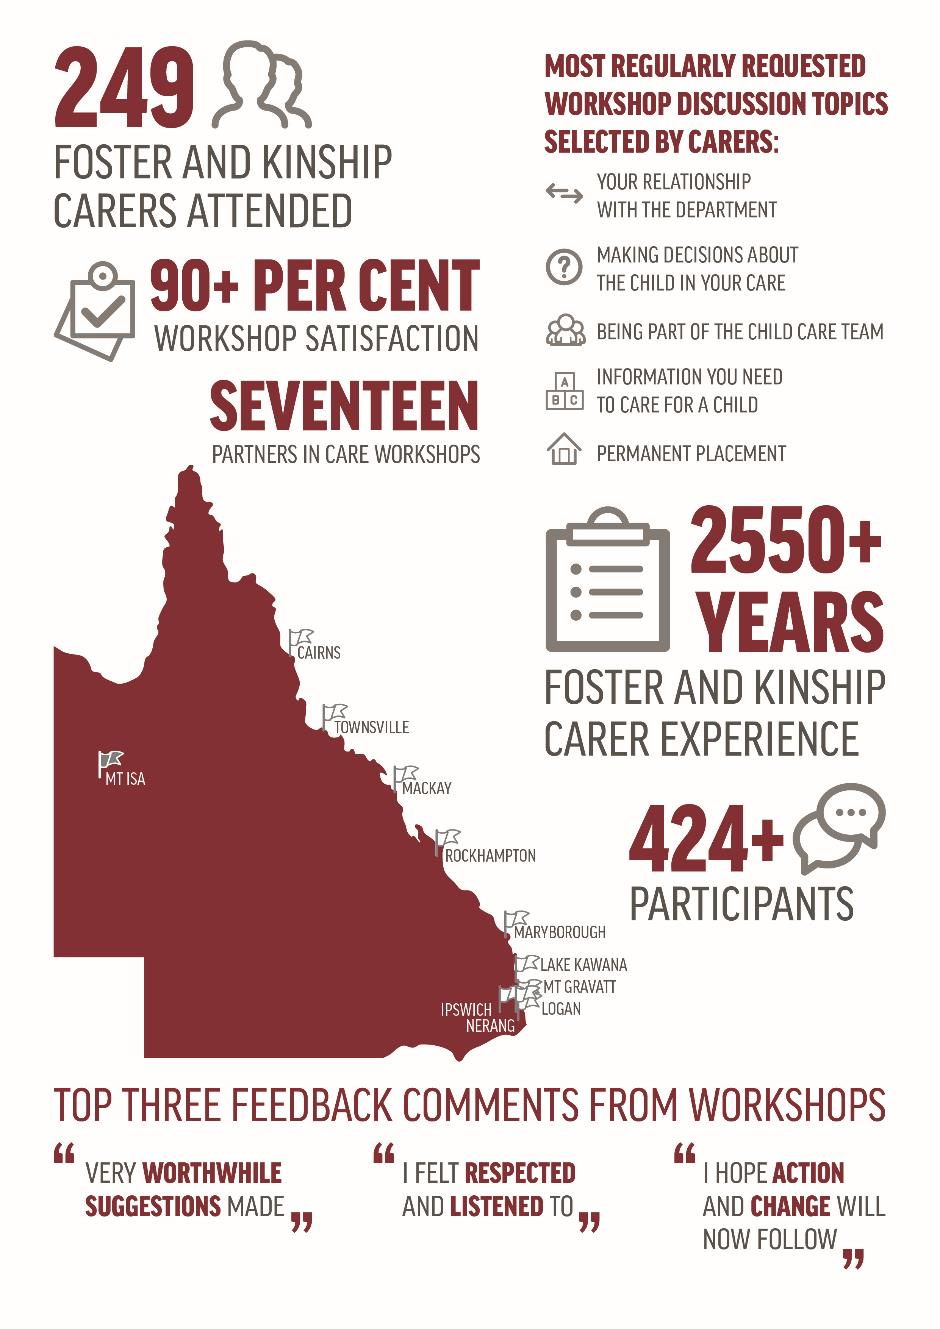 249
FOSTER AND KINSHIP
CARERS ATTENDED
90+ PER CENT
WORKSHOP SATISFACTION
SEVENTEEN
PARTNERS IN CARE WORKSHOPS
MOST REGULARLY REQUESTED
WORKSHOP DISCUSSION TOPICS
SELECTED BY CARERS:
YOUR RELATIONSHIP
WITH THE DEPARTMENT
?
MAKING DECISIONS ABOUT
THE CHILD IN YOUR CARE
BEING PART OF THE CHILD CARE TEAM
A
B C
INFORMATION YOU NEED
TO CARE FOR A CHILD
PERMANENT PLACEMENT
2550+
YEARS
FOSTER AND KINSHIP
CARER EXPERIENCE
424+
PARTICIPANTS
CAIRNS
TOWNSVILLE
MT ISA
MACKAY
ROCKHAMPTON
MARYBOROUGH
LAKE KAWANA
MT GRAVATT
IPSWICH
LOGAN
NERANG
TOP THREE FEEDBACK COMMENTS FROM WORKSHOPS
“VERY WORTHWHILE
SUGGESTIONS MADE”
“I FELT RESPECTED
AND LISTENED TO”
“I HOPE ACTION
AND CHANGE WILL
NOW FOLLOW”